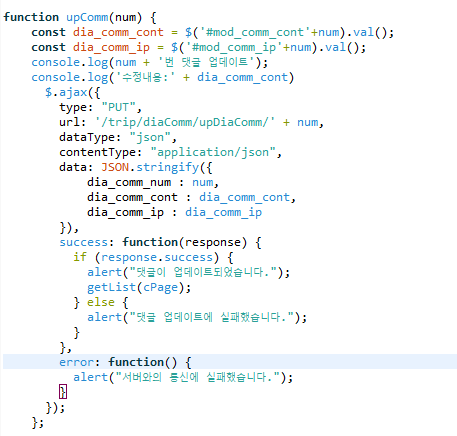 function upComm(num) {
    const dia_comm_cont = $('#mod_comm_cont'+num).val();
    const dia_comm_ip = $('#mod_comm_ip'+num).val();
    console.log(num + '번 댓글 업데이트');
    console.log('수정내용:' + dia_comm_cont)
      $.ajax({
        type: "PUT",
        url: '/trip/diaComm/upDiaComm/' + num,
        dataType: "json",
        contentType: "application/json",
        data: JSON.stringify({
            dia_comm_num : num,
            dia_comm_cont : dia_comm_cont,
            dia_comm_ip : dia_comm_ip
        }),
        success: function(response) {
          if (response.success) {
            alert("댓글이 업데이트되었습니다.");
            getList(cPage);
          } else {
            alert("댓글 업데이트에 실패했습니다.");
          }
        },
        error: function() {
          alert("서버와의 통신에 실패했습니다.");
        }
      });
    };